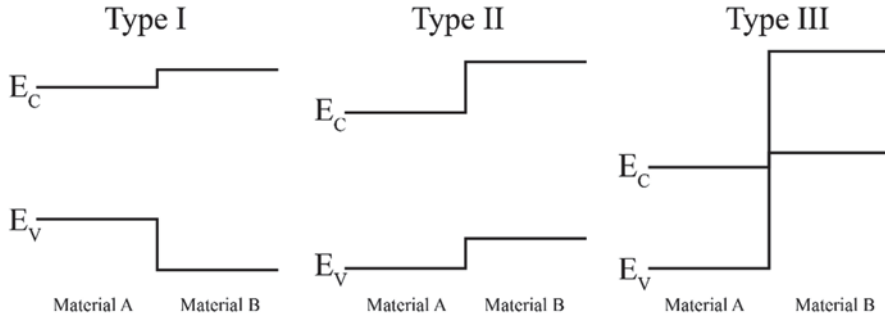 Type I
E_C
E_V
Material A
Material B
Type II
E_C
E_V
Material A
Material B
Type III
E_C
E_V
Material A
Material B